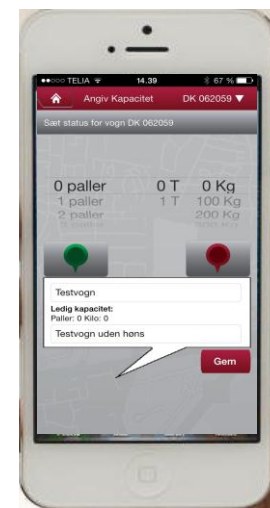 TELIA 14.39 67 %
Angiv Kapacitet DK 062059 ▼
Sæt status for vogn DK 062059
0 paller 0 T 0 Kg
1 paller 1 T 100 Kg
2 paller 200 Kg
Testvogn
Ledig kapacitet:
Paller: 0 Kilo: 0
Testvogn uden høns
Gem